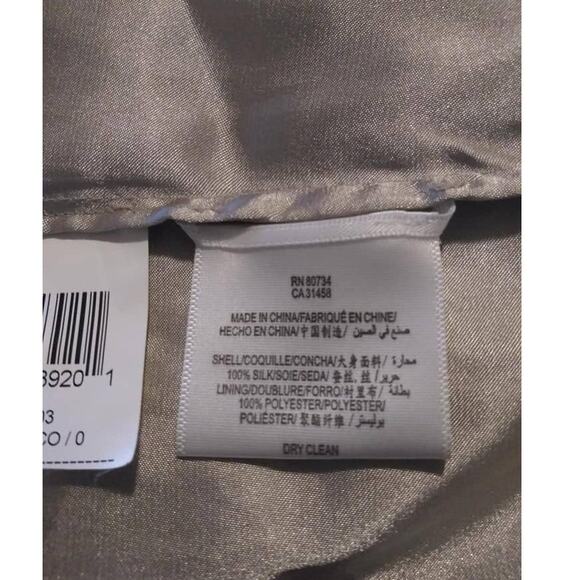 RN 80734
CA 31458
MADE IN CHINA/FABRIQUÉ EN CHINE/
HECHO EN CHINA/中国制造/ صنع في الصين
SHELL/COQUILLE/CONCHA/大身面料/ محارة/
100% SILK/SOIE/SEDA/ 蚕丝, 丝/ حرير/
LINING/DOUBLURE/FORRO/衬里布/ بطانة/
100% POLYESTER/POLYESTER/
POLIÉSTER/聚酯纤维/ بوليستر
DRY CLEAN
3920 1
03
CO / 0